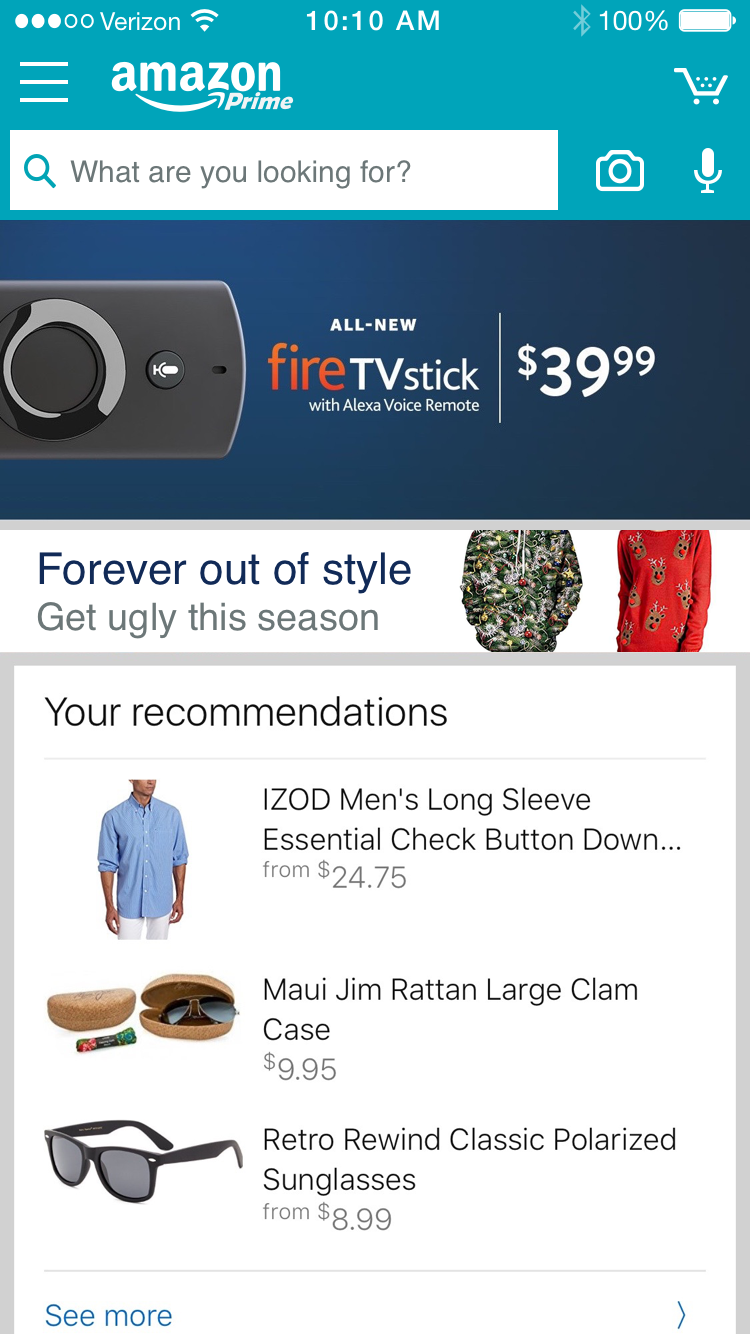 Verizon 10:10 AM 100%
amazon
Prime
What are you looking for?
ALL-NEW
fireTVstick
with Alexa Voice Remote
$39 99
Forever out of style
Get ugly this season
Your recommendations
IZOD Men's Long Sleeve
Essential Check Button Down...
from $24.75
Maui Jim Rattan Large Clam
Case
$9.95
Retro Rewind Classic Polarized
Sunglasses
from $8.99
See more